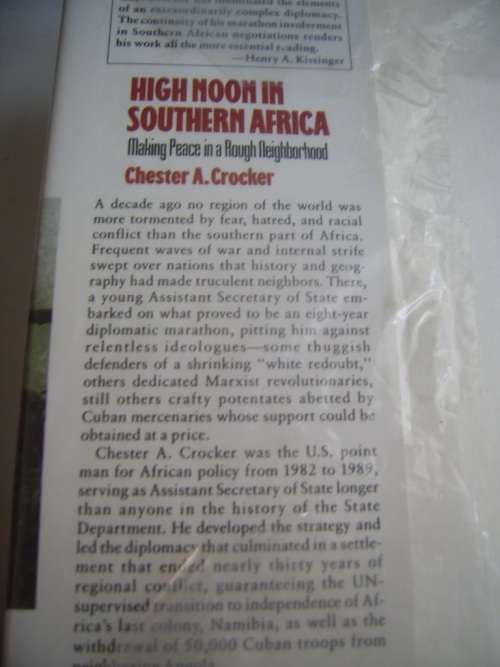 of an extraordinarily complex diplomacy.
The continuity of his marathon involvement
in Southern African negotiations renders
his work all the more essential reading.
—Henry A. Kissinger
HIGH NOON IN
SOUTHERN AFRICA
Making Peace in a Rough Neighborhood
Chester A. Crocker
A decade ago no region of the world was
more tormented by fear, hatred, and racial
conflict than the southern part of Africa.
Frequent waves of war and internal strife
swept over nations that history and geog-
raphy had made truculent neighbors. There,
a young Assistant Secretary of State em-
barked on what proved to be an eight-year
diplomatic marathon, pitting him against
relentless ideologues—some thuggish
defenders of a shrinking "white redoubt,"
others dedicated Marxist revolutionaries,
still others crafty potentates abetted by
Cuban mercenaries whose support could be
obtained at a price.
Chester A. Crocker was the U.S. point
man for African policy from 1982 to 1989,
serving as Assistant Secretary of State longer
than anyone in the history of the State
Department. He developed the strategy and
led the diplomacy that culminated in a settle-
ment that ended nearly thirty years of
regional conflict, guaranteeing the UN-
supervised transition to independence of Af-
rica's last colony, Namibia, as well as the
withdrawal of 50,000 Cuban troops from
neighboring Angola.